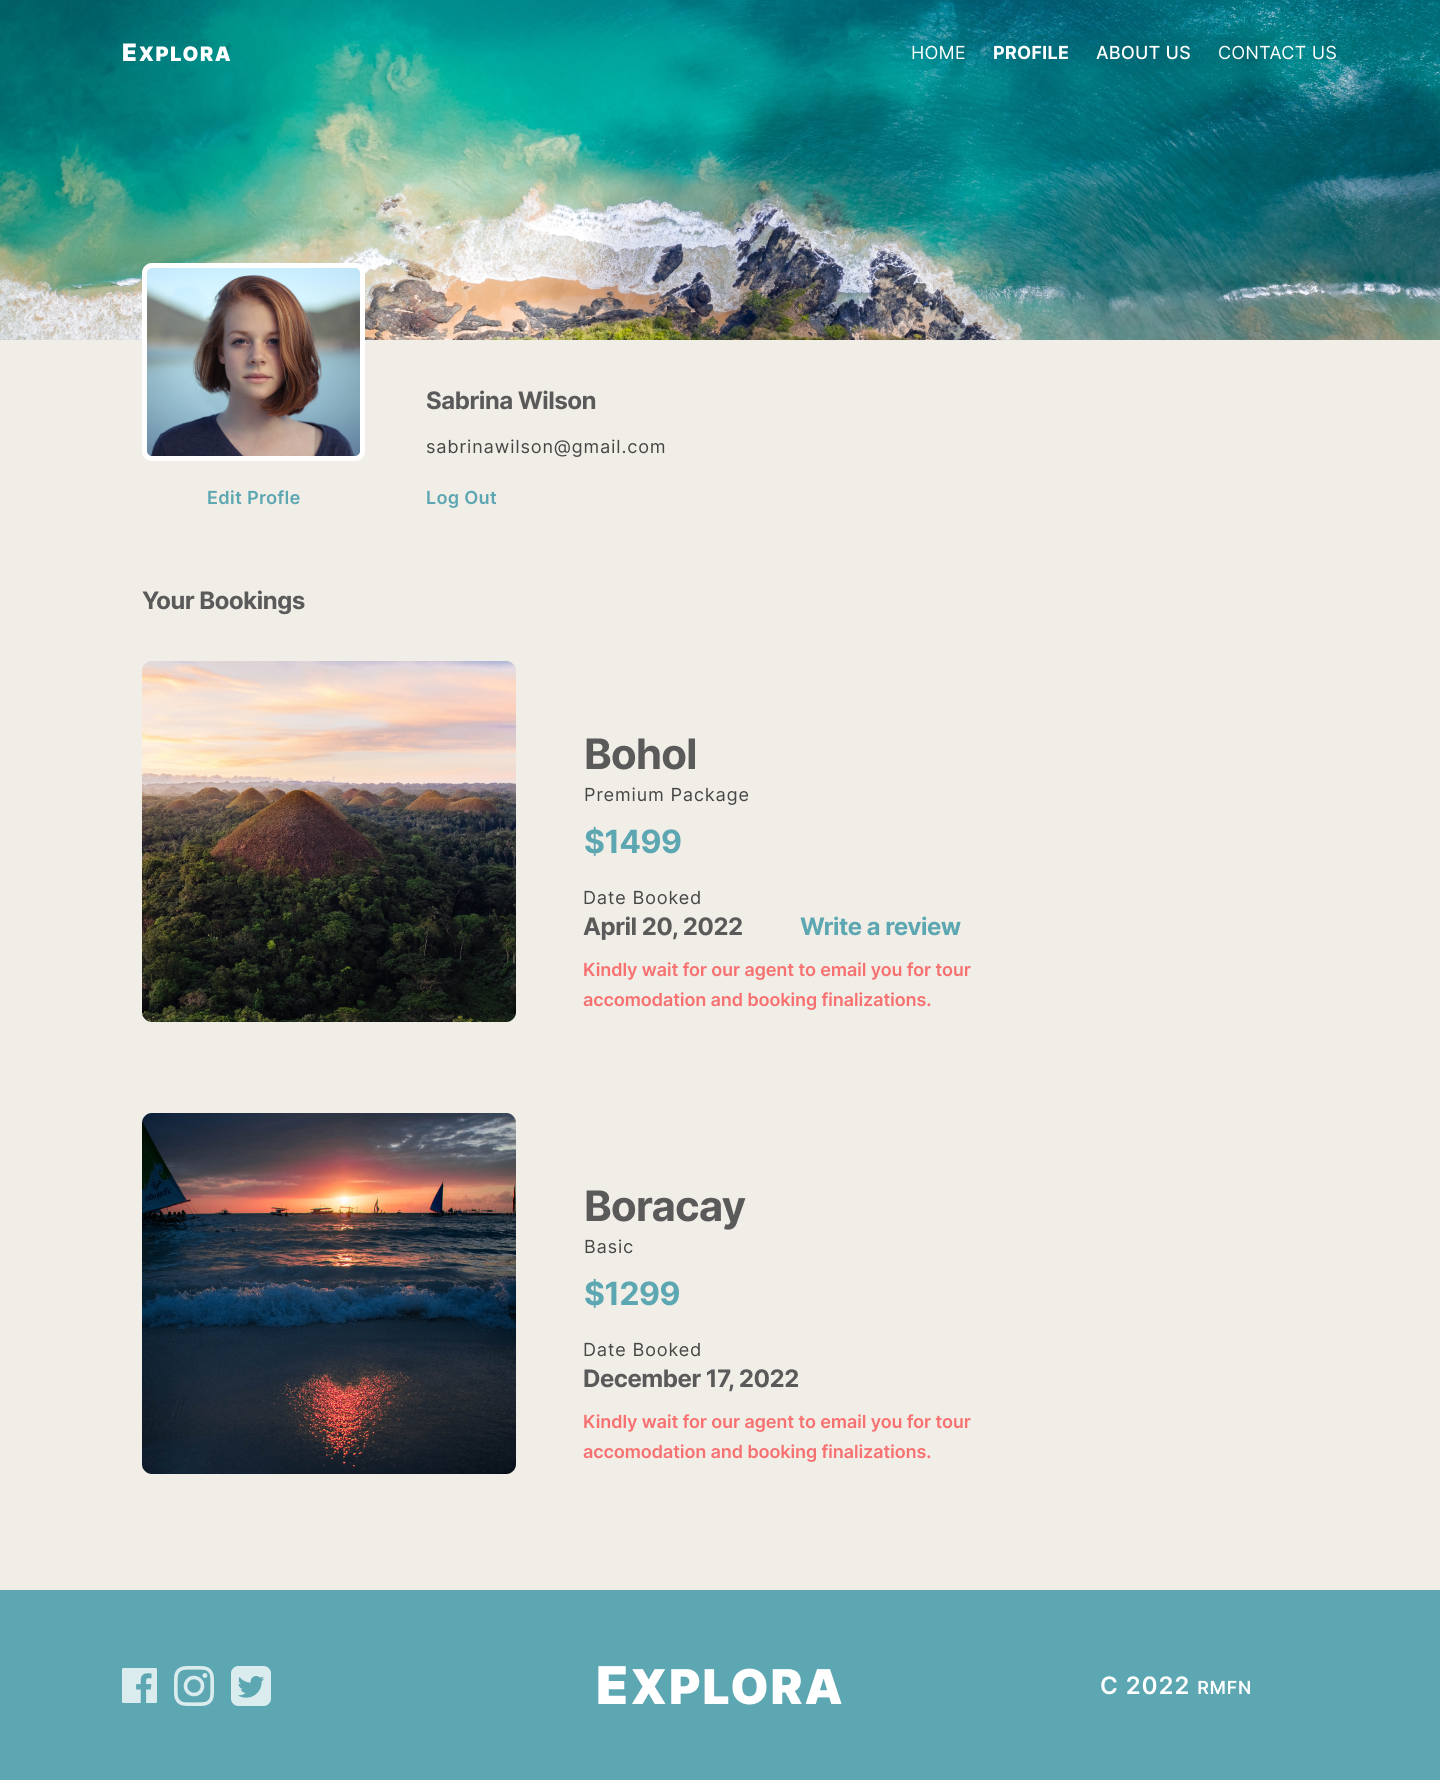 EXPLORA
HOME PROFILE ABOUT US CONTACT US
Sabrina Wilson
sabrinawilson@gmail.com
Edit Profle
Log Out
Your Bookings
Bohol
Premium Package
$1499
Date Booked
April 20, 2022
Write a review
Kindly wait for our agent to email you for tour
accomodation and booking finalizations.
Boracay
Basic
$1299
Date Booked
December 17, 2022
Kindly wait for our agent to email you for tour
accomodation and booking finalizations.
EXPLORA
C 2022 RMFN